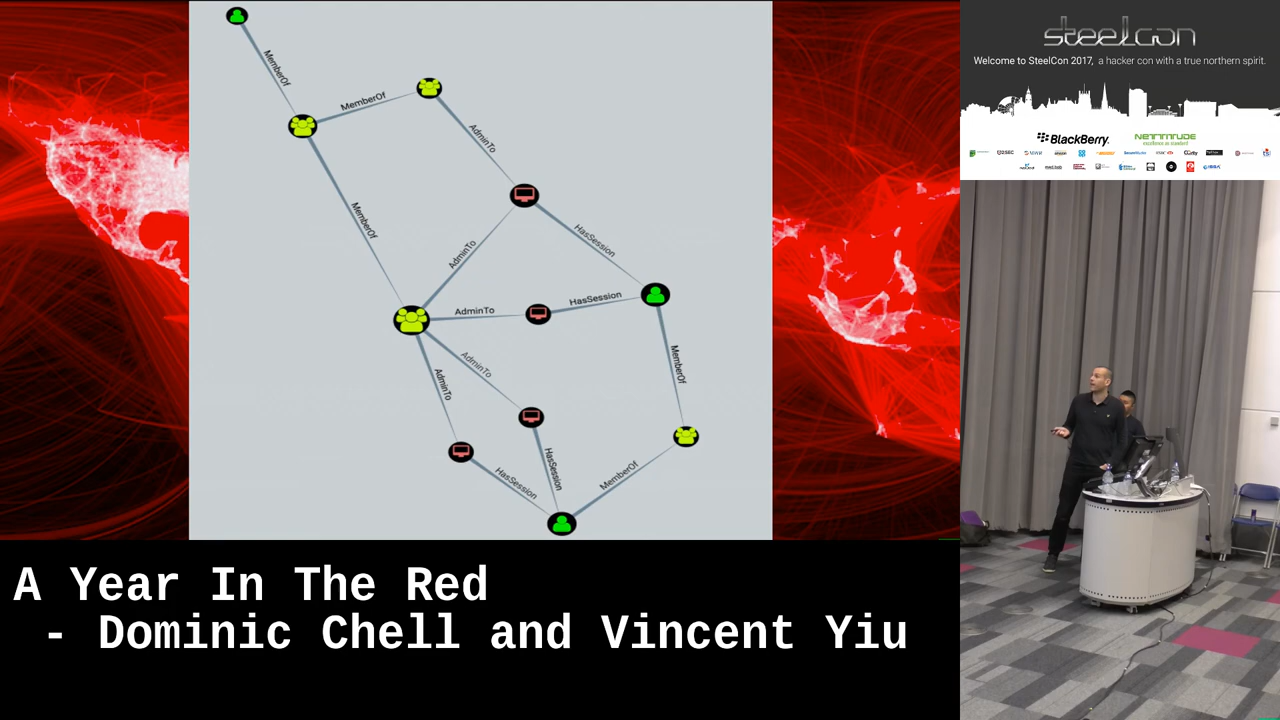 MemberOf
MemberOf
AdminTo
MemberOf
AdminTo
HasSession
AdminTo
HasSession
AdminTo
AdminTo
MemberOf
HasSession
HasSession
MemberOf
A Year In The Red
- Dominic Chell and Vincent Yiu
steelcon
Welcome to SteelCon 2017, a hacker con with a true northern spirit.
BlackBerry
NETTITUDE